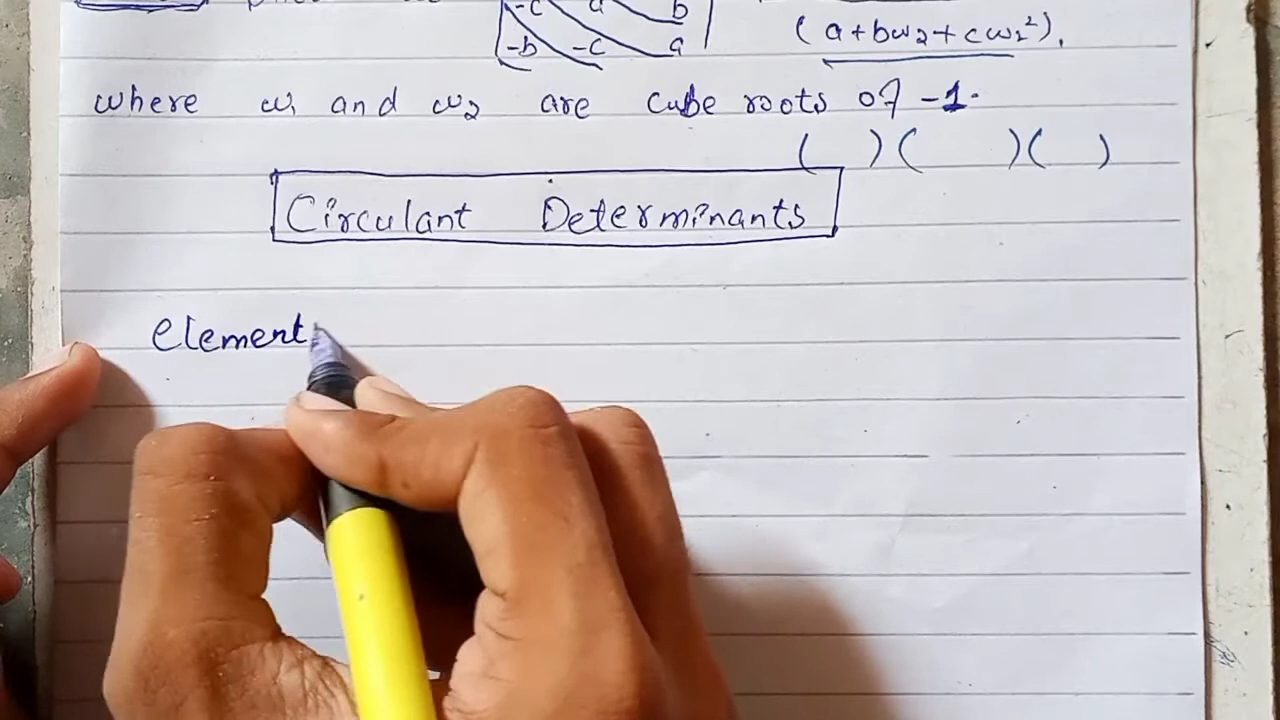 -c a b
-b -c a
(a+bω₂+cω₂²).
where ω₁ and ω₂ are cube roots of -1.
( ) ( ) ( )
Circulant Determinants
element